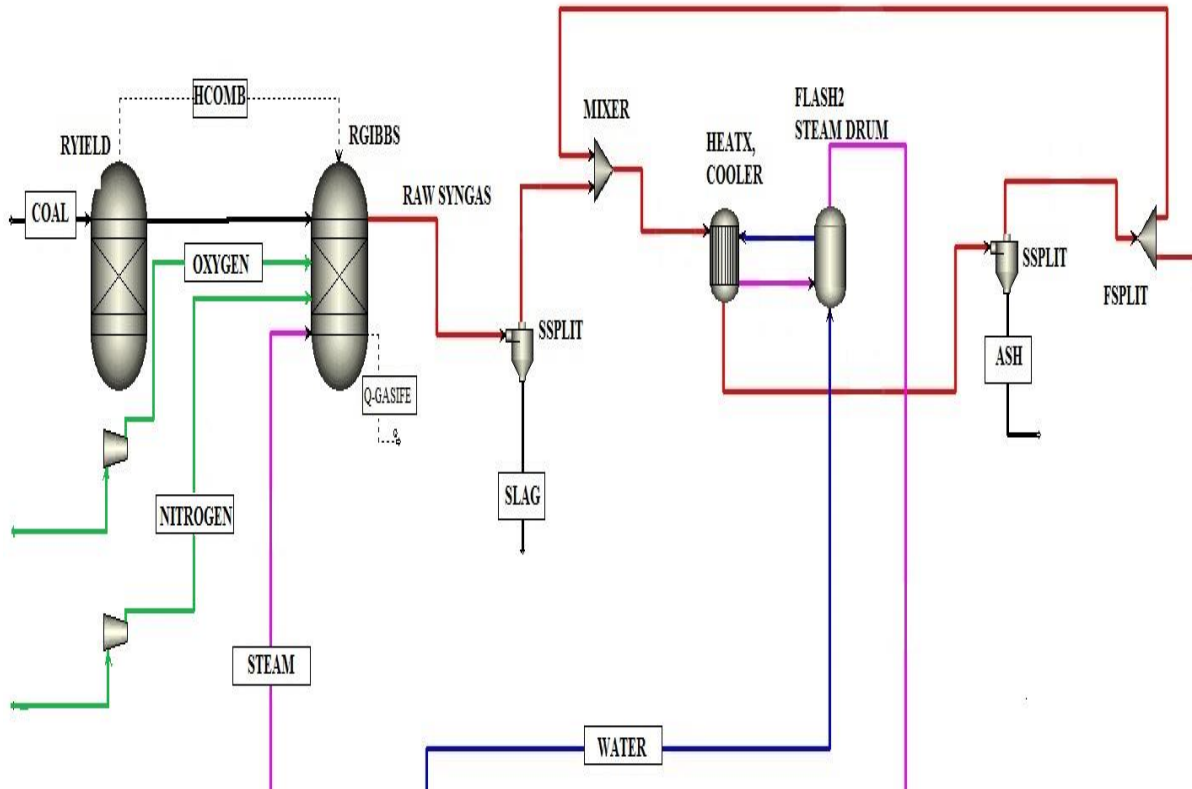 HCOMB
RYIELD
RGIBBS
COAL
RAW SYNGAS
OXYGEN
MIXER
FLASH2
STEAM DRUM
HEATX,
COOLER
SSPLIT
FSPLIT
SSPLIT
ASH
Q-GASIFE
Q
SLAG
NITROGEN
STEAM
WATER